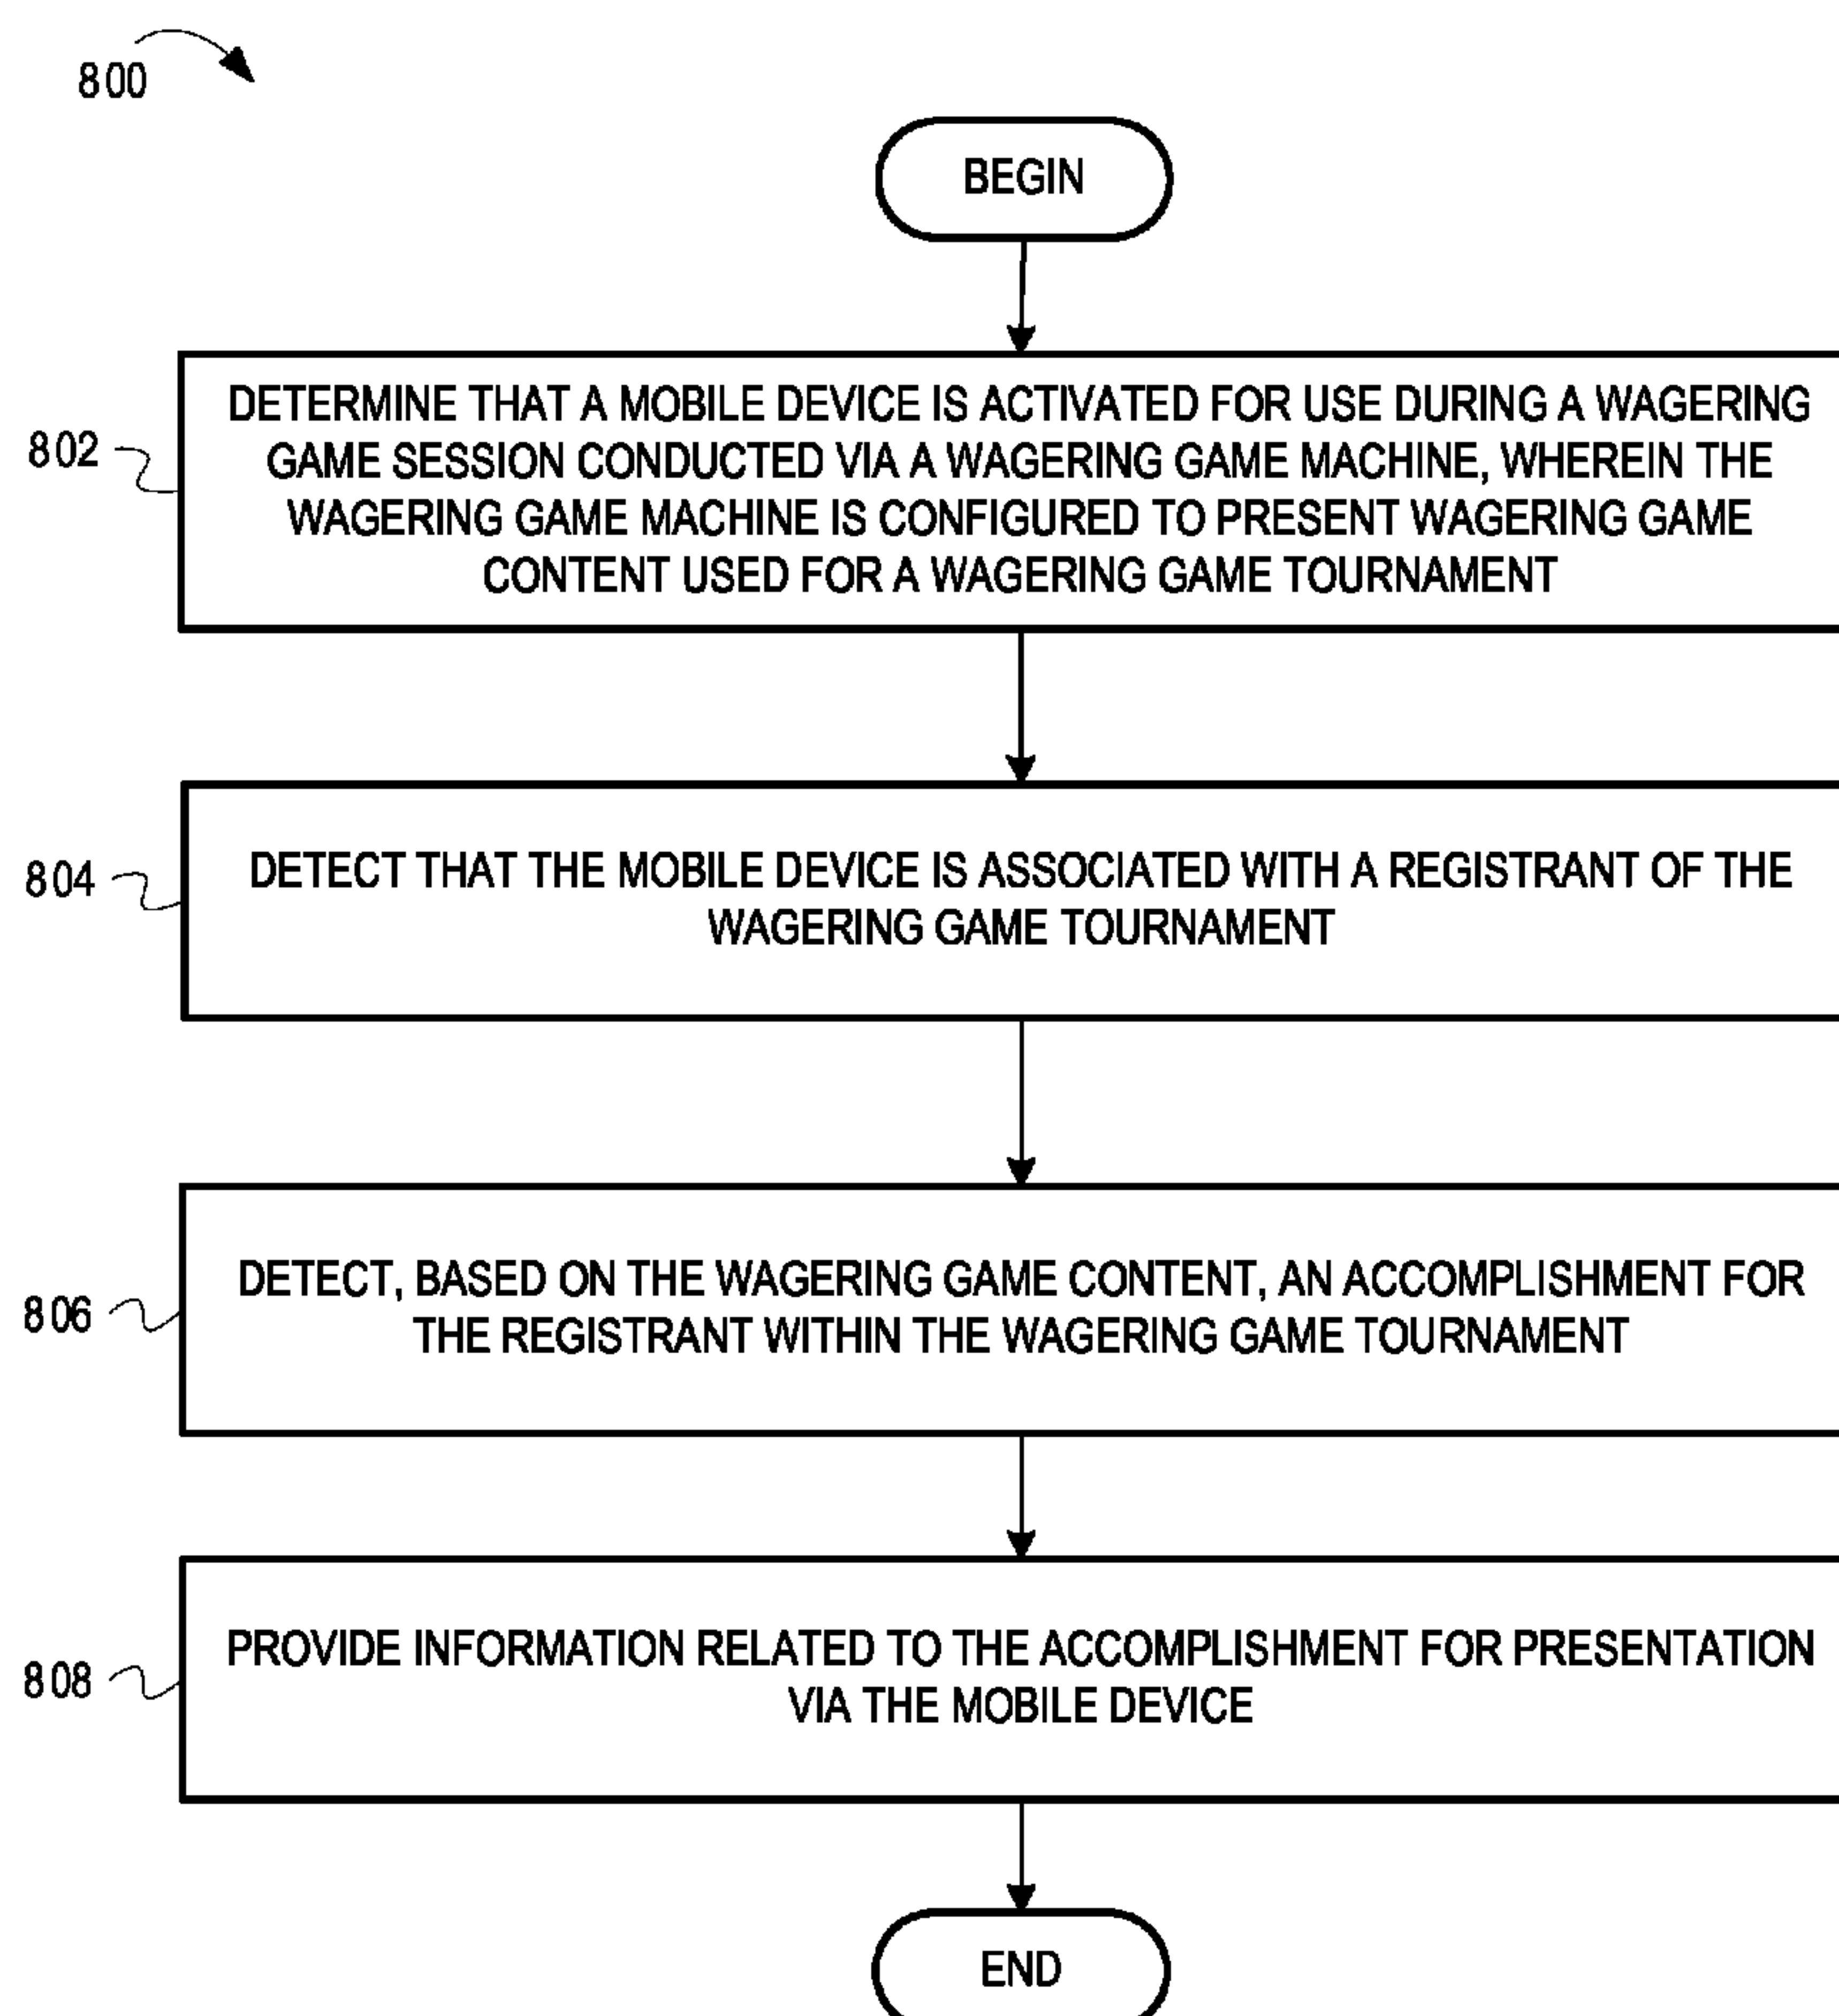 800
BEGIN
802
DETERMINE THAT A MOBILE DEVICE IS ACTIVATED FOR USE DURING A WAGERING
GAME SESSION CONDUCTED VIA A WAGERING GAME MACHINE, WHEREIN THE
WAGERING GAME MACHINE IS CONFIGURED TO PRESENT WAGERING GAME
CONTENT USED FOR A WAGERING GAME TOURNAMENT
804
DETECT THAT THE MOBILE DEVICE IS ASSOCIATED WITH A REGISTRANT OF THE
WAGERING GAME TOURNAMENT
806
DETECT, BASED ON THE WAGERING GAME CONTENT, AN ACCOMPLISHMENT FOR
THE REGISTRANT WITHIN THE WAGERING GAME TOURNAMENT
808
PROVIDE INFORMATION RELATED TO THE ACCOMPLISHMENT FOR PRESENTATION
VIA THE MOBILE DEVICE
END